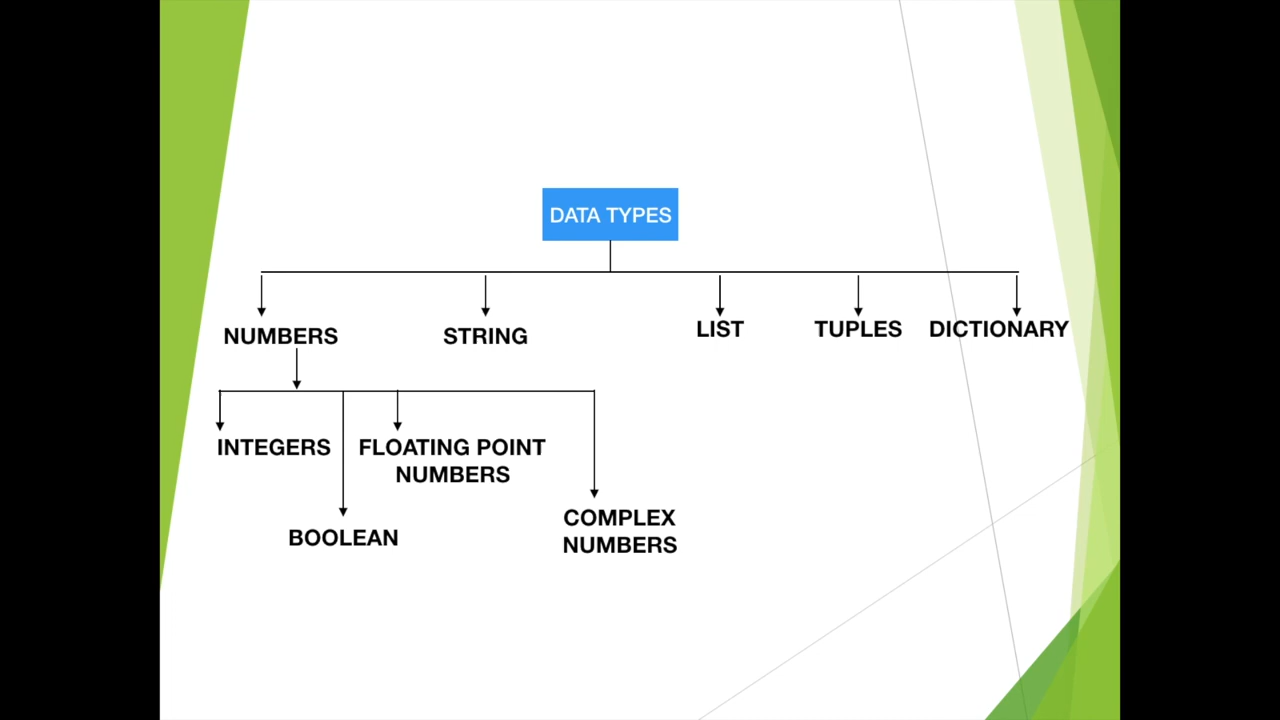 DATA TYPES
NUMBERS
STRING
LIST
TUPLES
DICTIONARY
INTEGERS
FLOATING POINT
NUMBERS
BOOLEAN
COMPLEX
NUMBERS